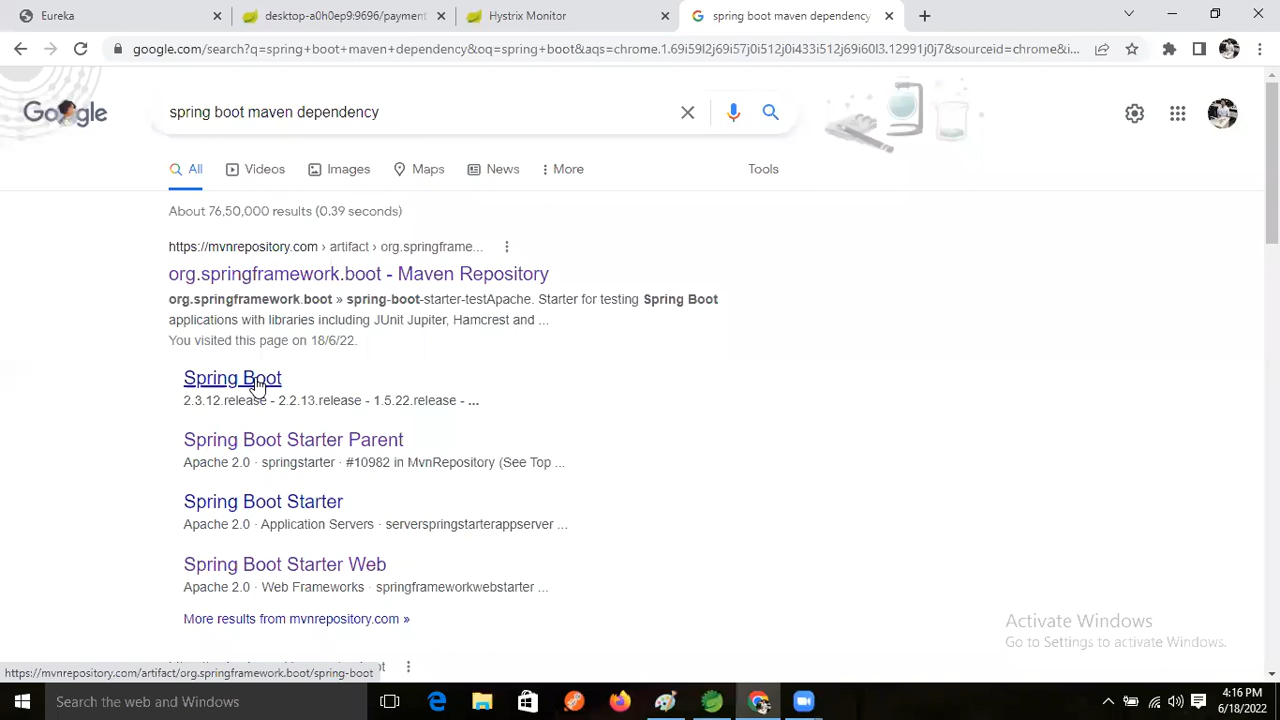 Eureka
desktop-a0h0ep9:9696/payment
Hystrix Monitor
spring boot maven dependency
google.com/search?q=spring+boot+maven+dependency&oq=spring+boot&aqs=chrome.1.69i59l2j69i57j0i512j0i433i512j69i60l3.12991j0j7&sourceid=chrome&i...
Google
spring boot maven dependency
All
Videos
Images
Maps
News
More
Tools
About 76,50,000 results (0.39 seconds)
https://mvnrepository.com › artifact › org.springframe...
org.springframework.boot - Maven Repository
org.springframework.boot » spring-boot-starter-testApache. Starter for testing Spring Boot
applications with libraries including JUnit Jupiter, Hamcrest and ...
You visited this page on 18/6/22.
Spring Boot
2.3.12.release - 2.2.13.release - 1.5.22.release - ...
Spring Boot Starter Parent
Apache 2.0 · springstarter · #10982 in MvnRepository (See Top ...
Spring Boot Starter
Apache 2.0 · Application Servers · serverspringstarterappserver ...
Spring Boot Starter Web
Apache 2.0 · Web Frameworks · springframeworkwebstarter ...
More results from mvnrepository.com »
Activate Windows
Go to Settings to activate Windows.
https://mvnrepository.com/artifact/org.springframework.boot/spring-boot
Search the web and Windows
4:16 PM
6/18/2022